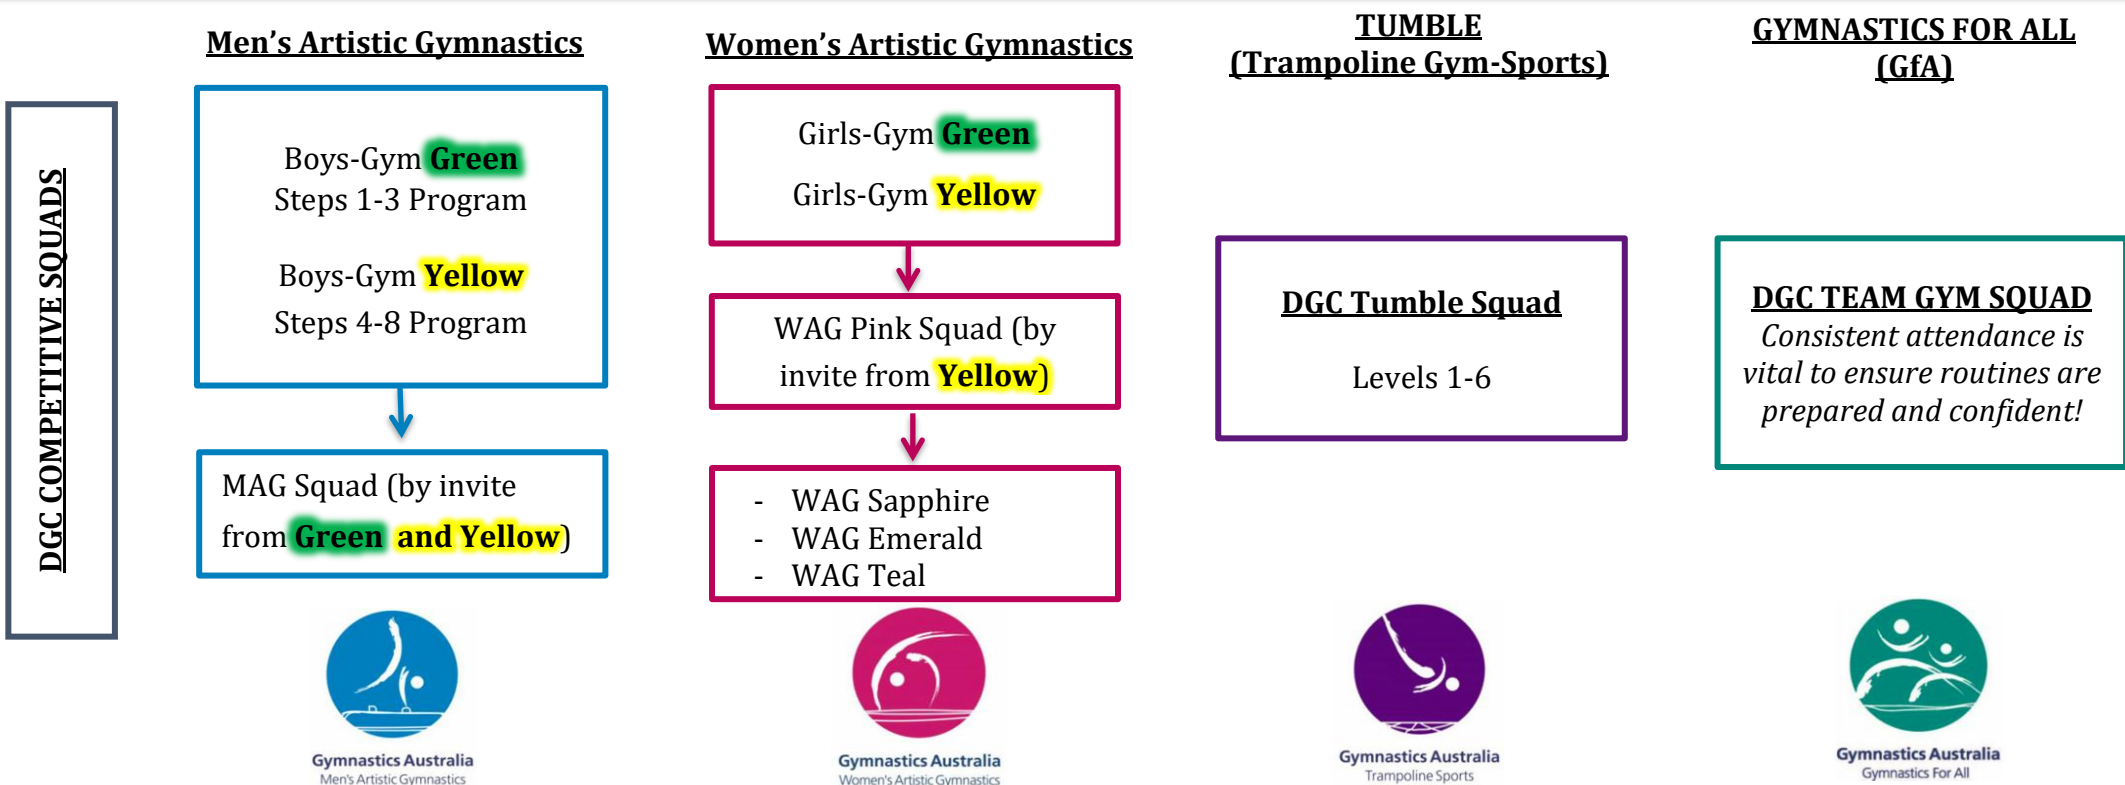 Men’s Artistic Gymnastics
Women’s Artistic Gymnastics
TUMBLE
(Trampoline Gym-Sports)
GYMNASTICS FOR ALL
(GfA)
DGC COMPETITIVE SQUADS
Boys-Gym Green
Steps 1-3 Program
Boys-Gym Yellow
Steps 4-8 Program
MAG Squad (by invite
from Green and Yellow)
Girls-Gym Green
Girls-Gym Yellow
WAG Pink Squad (by
invite from Yellow)
- WAG Sapphire
- WAG Emerald
- WAG Teal
DGC Tumble Squad
Levels 1-6
DGC TEAM GYM SQUAD
Consistent attendance is
vital to ensure routines are
prepared and confident!
Gymnastics Australia
Men's Artistic Gymnastics
Gymnastics Australia
Women's Artistic Gymnastics
Gymnastics Australia
Trampoline Sports
Gymnastics Australia
Gymnastics For All